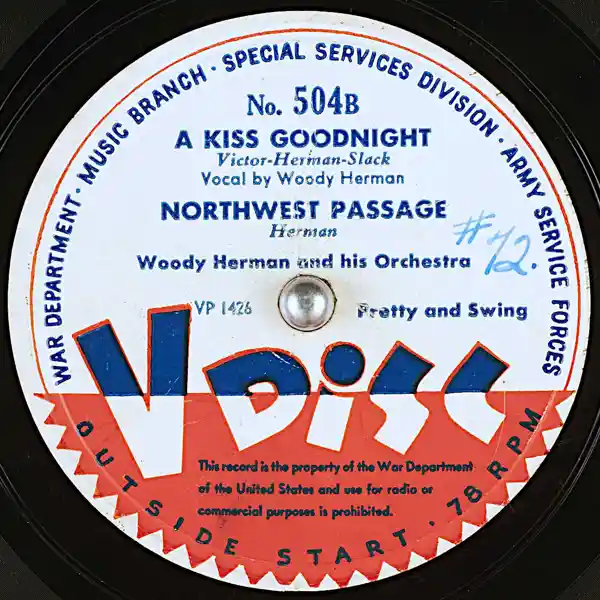 WAR DEPARTMENT · MUSIC BRANCH · SPECIAL SERVICES DIVISION · ARMY SERVICE FORCES
No. 504B
A KISS GOODNIGHT
Victor-Herman-Slack
Vocal by Woody Herman
NORTHWEST PASSAGE
Herman
#72.
Woody Herman and his Orchestra
VP 1426
Pretty and Swing
V DiSC
This record is the property of the War Department
of the United States and use for radio or
commercial purposes is prohibited.
OUTSIDE START · 78 RPM